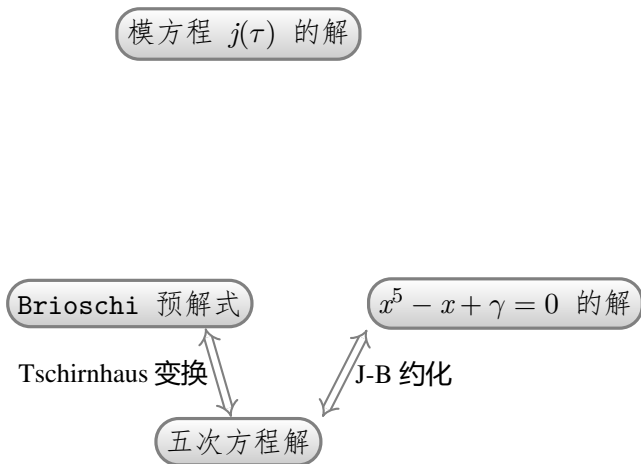 模方程 j(τ) 的解
Brioschi 预解式
x⁵ − x + γ = 0 的解
Tschirnhaus 变换
J-B 约化
五次方程解